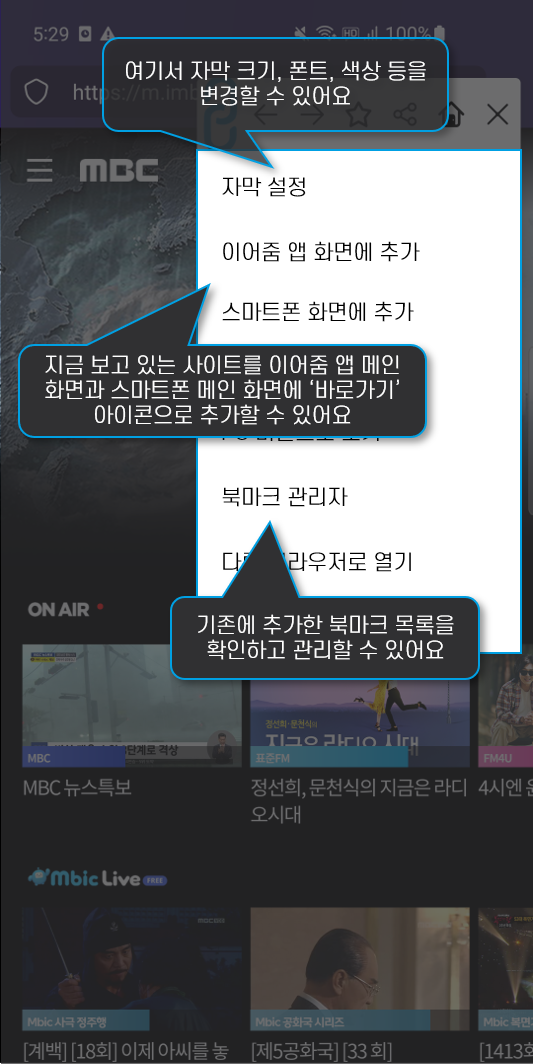 5:29
HD
100%
여기서 자막 크기, 폰트, 색상 등을
변경할 수 있어요
https://m.imb
MBC
자막 설정
이어줌 앱 화면에 추가
스마트폰 화면에 추가
지금 보고 있는 사이트를 이어줌 앱 메인
화면과 스마트폰 메인 화면에 ‘바로가기’
아이콘으로 추가할 수 있어요
북마크 관리자
브라우저로 열기
기존에 추가한 북마크 목록을
확인하고 관리할 수 있어요
ON AIR
단계로 격상
MBC
MBC 뉴스특보
정선희·문천식의
지금은 라디오시대
표준FM
정선희, 문천식의 지금은 라디
오시대
FM4U
4시엔
Mbic Live FREE
Mbic 사극 정주행
[계백] [18회] 이제 아씨를 놓
Mbic 공화국 시리즈
[제5공화국] [33 회]
Mbic 복면
[1413회